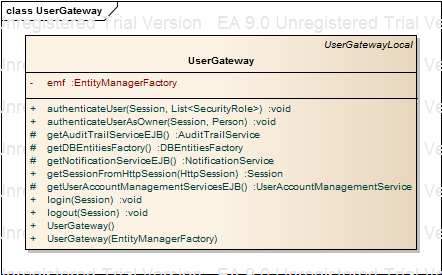 class UserGateway
Unregistered Trial Version EA 9.0 Unregistered Trial Ve
UserGatewayLocal
UserGateway
- emf :EntityManagerFactory
+ authenticateUser(Session, List<SecurityRole>) :void
+ authenticateUserAsOwner(Session, Person) :void
# getAuditTrailServiceEJB() :AuditTrailService
# getDBEntitiesFactory() :DBEntitiesFactory
# getNotificationServiceEJB() :NotificationService
+ getSessionFromHttpSession(HttpSession) :Session
# getUserAccountManagementServicesEJB() :UserAccountManagementService
+ login(Session) :void
+ logout(Session) :void
+ UserGateway()
+ UserGateway(EntityManagerFactory)